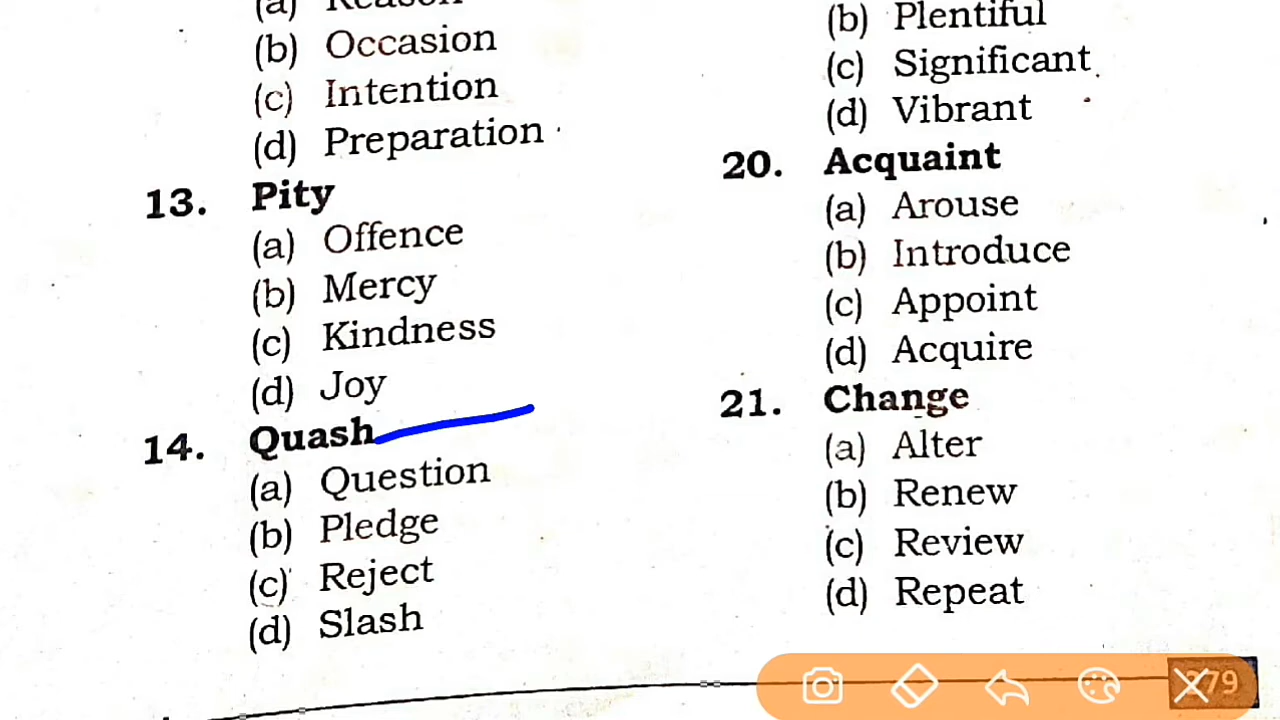 (a) Reason
(b) Occasion
(c) Intention
(d) Preparation
13. Pity
(a) Offence
(b) Mercy
(c) Kindness
(d) Joy
14. Quash
(a) Question
(b) Pledge
(c) Reject
(d) Slash
(b) Plentiful
(c) Significant
(d) Vibrant
20. Acquaint
(a) Arouse
(b) Introduce
(c) Appoint
(d) Acquire
21. Change
(a) Alter
(b) Renew
(c) Review
(d) Repeat